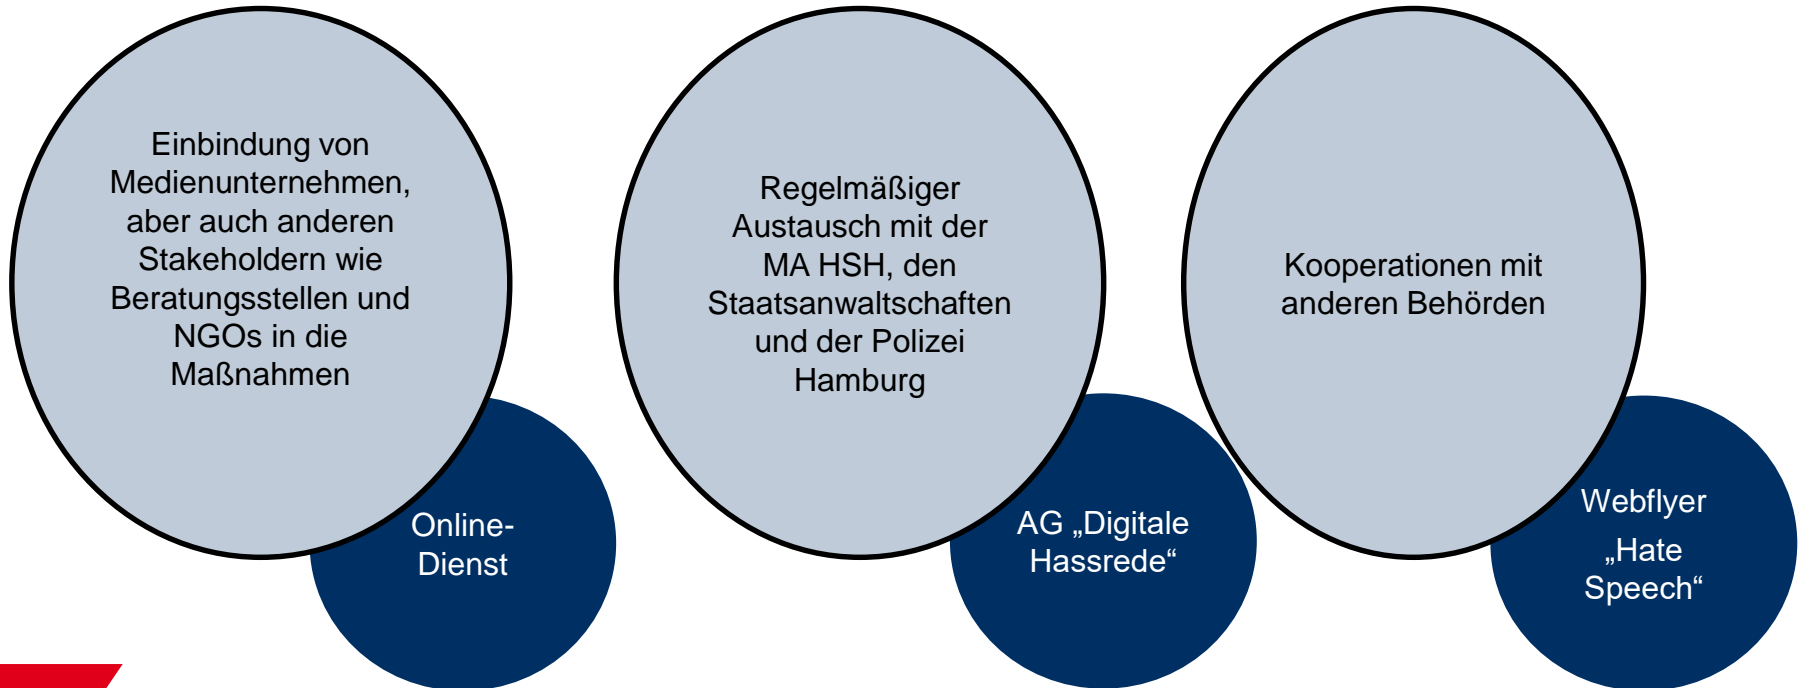 Einbindung von
Medienunternehmen,
aber auch anderen
Stakeholdern wie
Beratungsstellen und
NGOs in die
Maßnahmen
Online-
Dienst
Regelmäßiger
Austausch mit der
MA HSH, den
Staatsanwaltschaften
und der Polizei
Hamburg
AG „Digitale
Hassrede“
Kooperationen mit
anderen Behörden
Webflyer
„Hate
Speech“